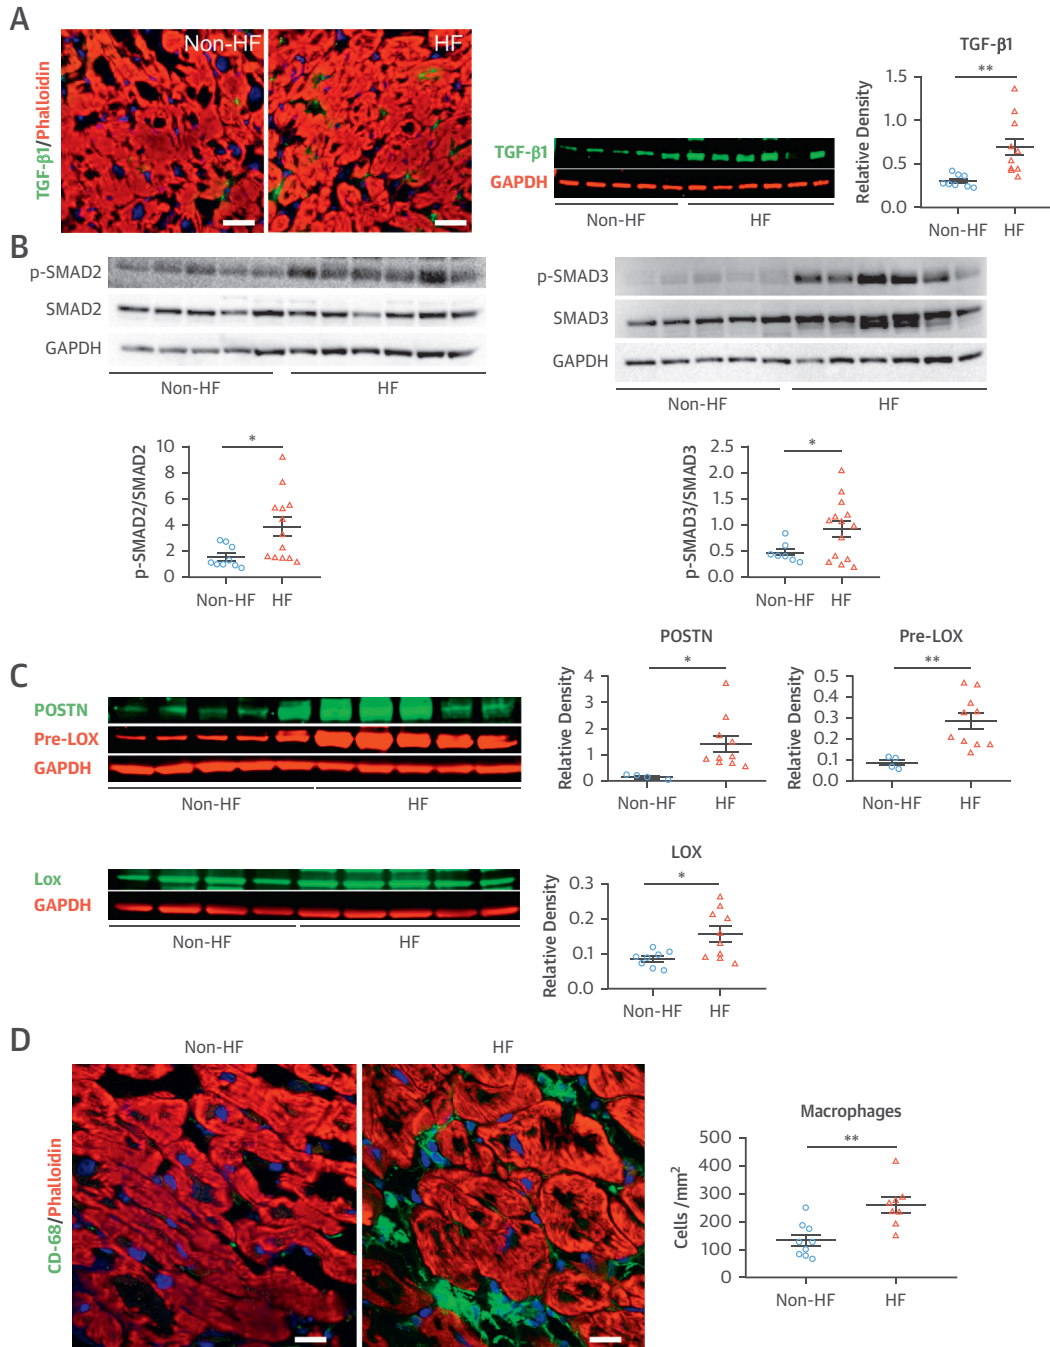 A
Non-HF
HF
TGF-β1/Phalloidin
TGF-β1
GAPDH
Non-HF
HF
TGF-β1
**
Relative Density
1.5
1.0
0.5
0.0
Non-HF
HF
B
p-SMAD2
SMAD2
GAPDH
Non-HF
HF
p-SMAD3
SMAD3
GAPDH
Non-HF
HF
p-SMAD2/SMAD2
*
10
8
6
4
2
0
Non-HF
HF
p-SMAD3/SMAD3
*
2.5
2.0
1.5
1.0
0.5
0.0
Non-HF
HF
C
POSTN
Pre-LOX
GAPDH
Non-HF
HF
POSTN
*
Relative Density
4
3
2
1
0
Non-HF
HF
Pre-LOX
**
Relative Density
0.5
0.4
0.3
0.2
0.1
0.0
Non-HF
HF
Lox
GAPDH
Non-HF
HF
LOX
*
Relative Density
0.3
0.2
0.1
0.0
Non-HF
HF
D
Non-HF
HF
CD-68/Phalloidin
Macrophages
**
Cells /mm²
500
400
300
200
100
0
Non-HF
HF